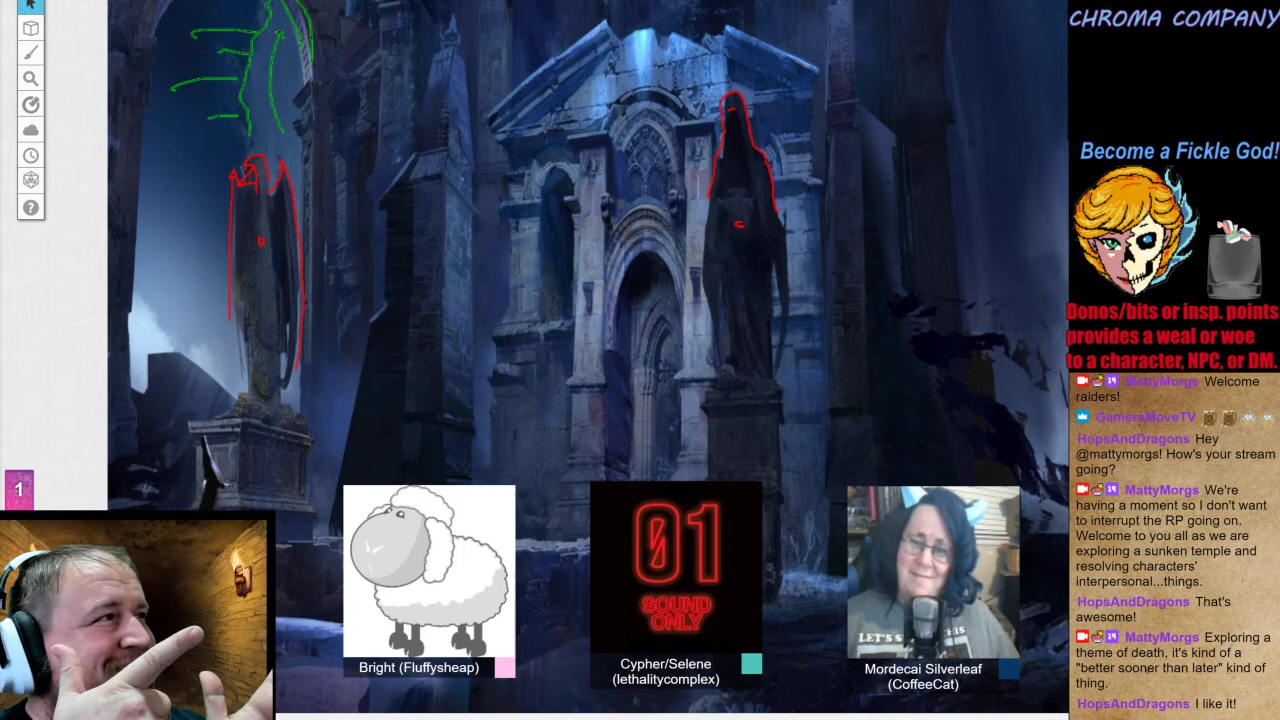 CHROMA COMPANY
Become a Fickle God!
Donos/bits or insp. points
provides a weal or woe
to a character, NPC, or DM.
19 MattyMorgs Welcome
raiders!
GamersMoveTV
HopsAndDragons Hey
@mattymorgs! How's your stream
going?
19 MattyMorgs We're
having a moment so I don't want
to interrupt the RP going on.
Welcome to you all as we are
exploring a sunken temple and
resolving characters'
interpersonal...things.
HopsAndDragons That's
awesome!
19 MattyMorgs Exploring a
theme of death, it's kind of a
"better sooner than later" kind of
thing.
HopsAndDragons I like it!
?
1
01
SOUND
ONLY
LET'S
Bright (Fluffysheap)
Cypher/Selene
(lethalitycomplex)
Mordecai Silverleaf
(CoffeeCat)